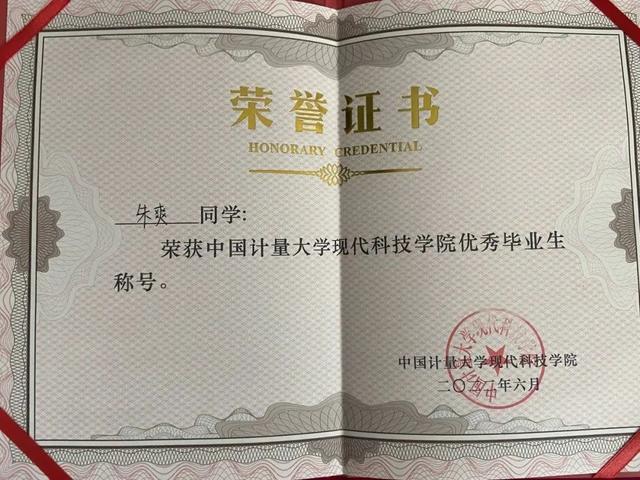 荣誉证书
HONORARY CREDENTIAL
朱爽 同学:
荣获中国计量大学现代科技学院优秀毕业生
称号。
中国计量大学现代科技学院
年六月